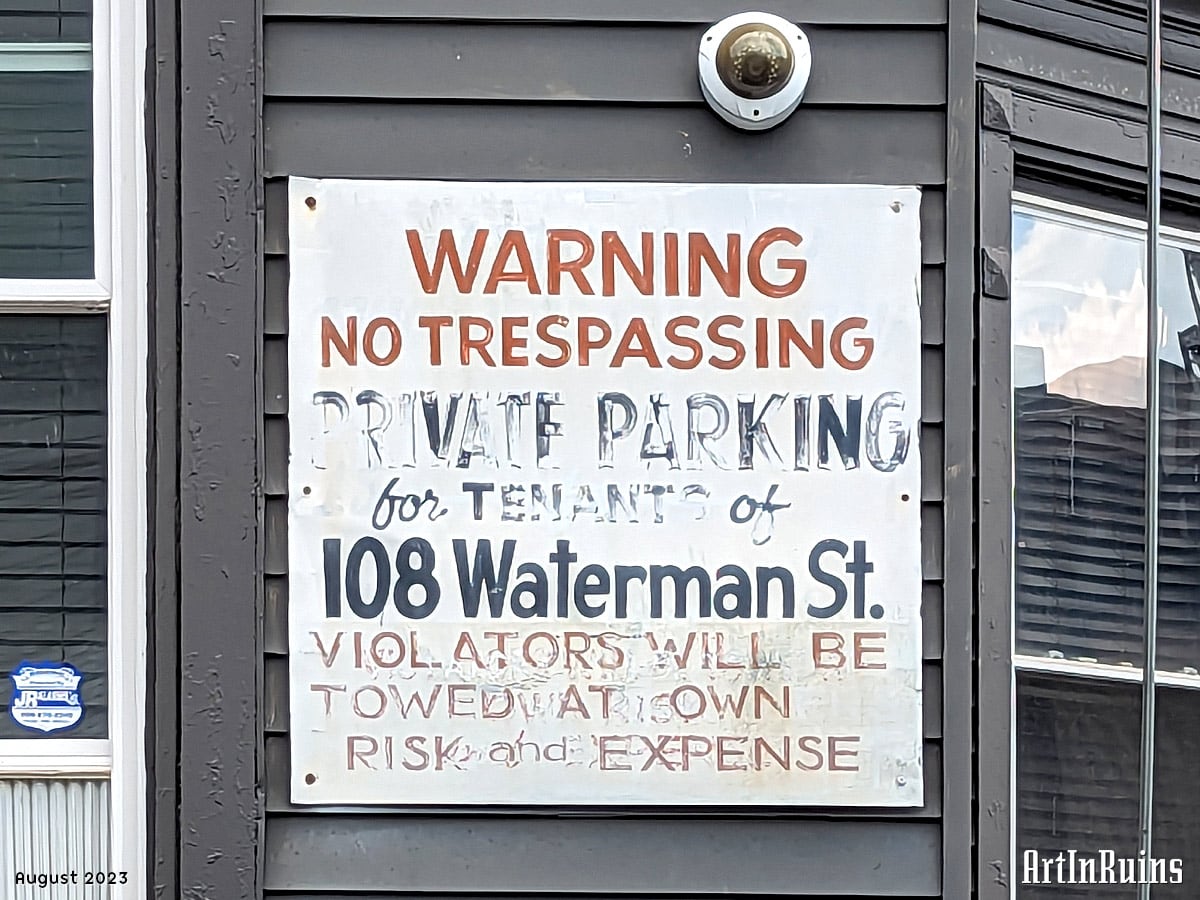 WARNING
NO TRESPASSING
PRIVATE PARKING
for TENANTS of
108 Waterman St.
VIOLATORS WILL BE
TOWED AT OWN
RISK and EXPENSE
August 2023
ArtInRuins